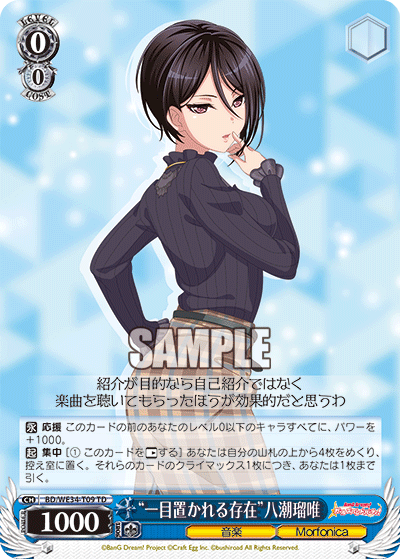 LEVEL
0
0
COST
SAMPLE
紹介が目的なら自己紹介ではなく
楽曲を聴いてもらったほうが効果的だと思うわ
永 応援 このカードの前のあなたのレベル0以下のキャラすべてに、パワーを
+1000。
起 集中 [このカードを する] あなたは自分の山札の上から4枚をめくり、
控え室に置く。それらのカードのクライマックス1枚につき、あなたは1枚ま
で引く。
CH
BD/WE34-T09 TD
“一目置かれる存在”八潮瑠唯
1000
音楽
Morfonica
©BanG Dream! Project ©Craft Egg Inc. ©bushiroad All Rights Reserved.